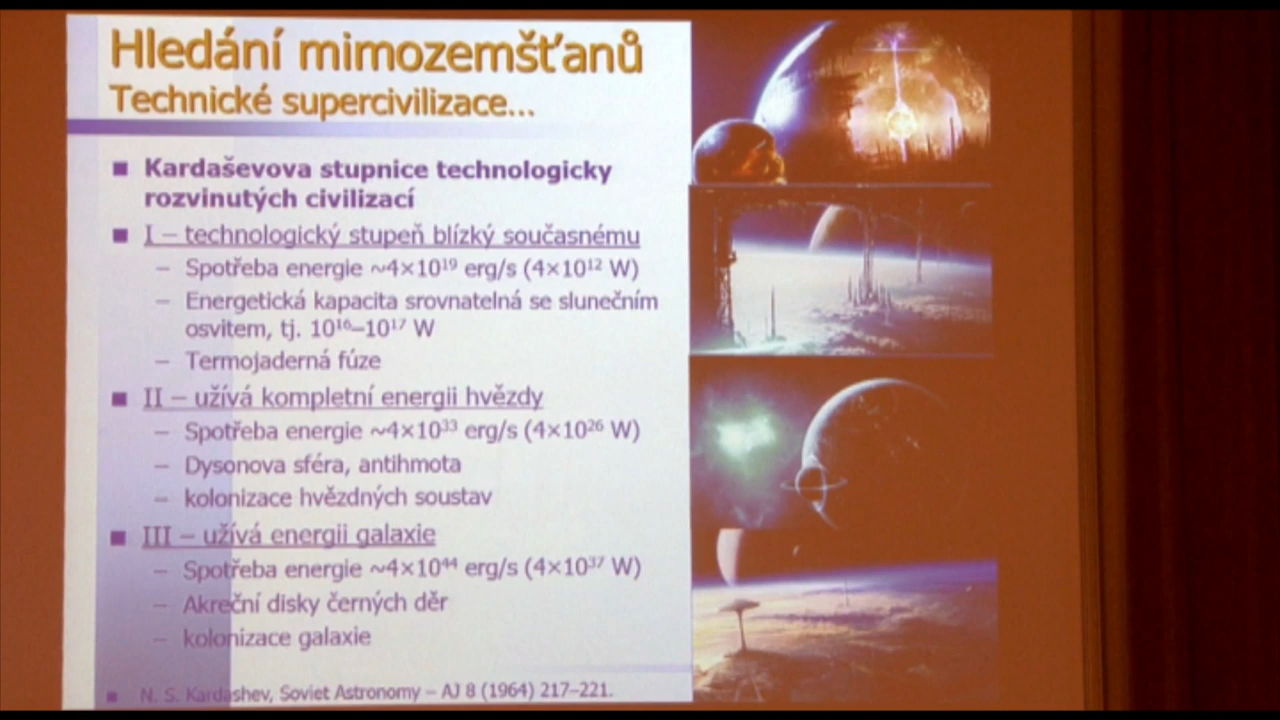 Hledání mimozemšťanů
Technické supercivilizace...
■ Kardaševova stupnice technologicky
rozvinutých civilizací
■ I – technologický stupeň blízký současnému
– Spotřeba energie ~4×10¹⁹ erg/s (4×10¹² W)
– Energetická kapacita srovnatelná se slunečním
osvitem, tj. 10¹⁶–10¹⁷ W
– Termojaderná fúze
■ II – užívá kompletní energii hvězdy
– Spotřeba energie ~4×10³³ erg/s (4×10²⁶ W)
– Dysonova sféra, antihmota
– kolonizace hvězdných soustav
■ III – užívá energii galaxie
– Spotřeba energie ~4×10⁴⁴ erg/s (4×10³⁷ W)
– Akreční disky černých děr
– kolonizace galaxie
■ N. S. Kardashev, Soviet Astronomy – AJ 8 (1964) 217–221.